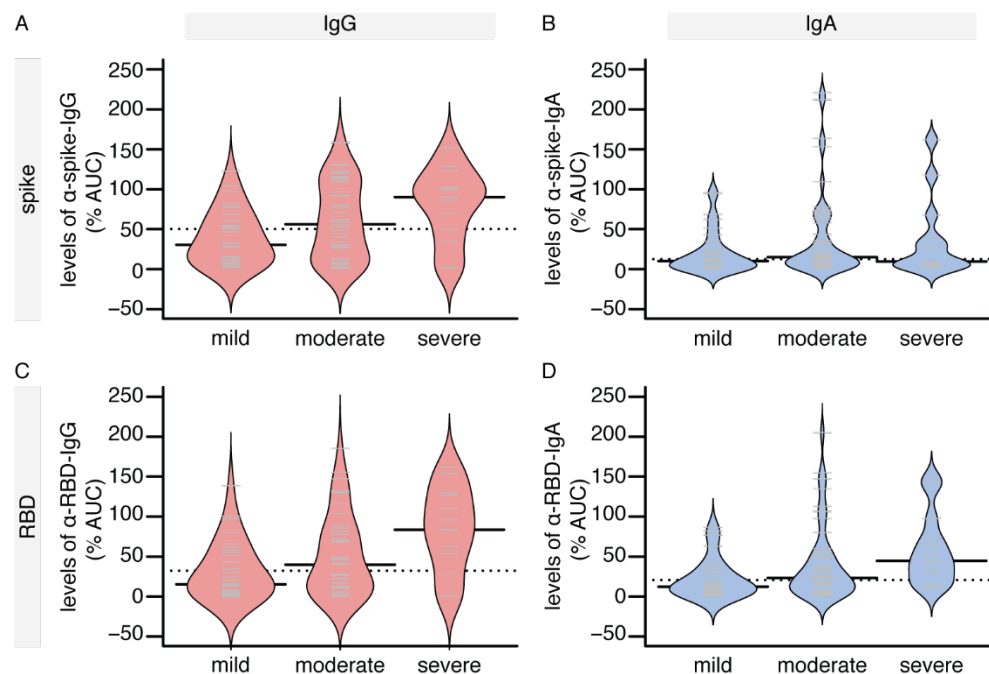 A
IgG
B
IgA
spike
levels of α-spike-IgG
(% AUC)
250
200
150
100
50
0
−50
mild
moderate
severe
levels of α-spike-IgA
(% AUC)
250
200
150
100
50
0
−50
mild
moderate
severe
C
D
RBD
levels of α-RBD-IgG
(% AUC)
250
200
150
100
50
0
−50
mild
moderate
severe
levels of α-RBD-IgA
(% AUC)
250
200
150
100
50
0
−50
mild
moderate
severe